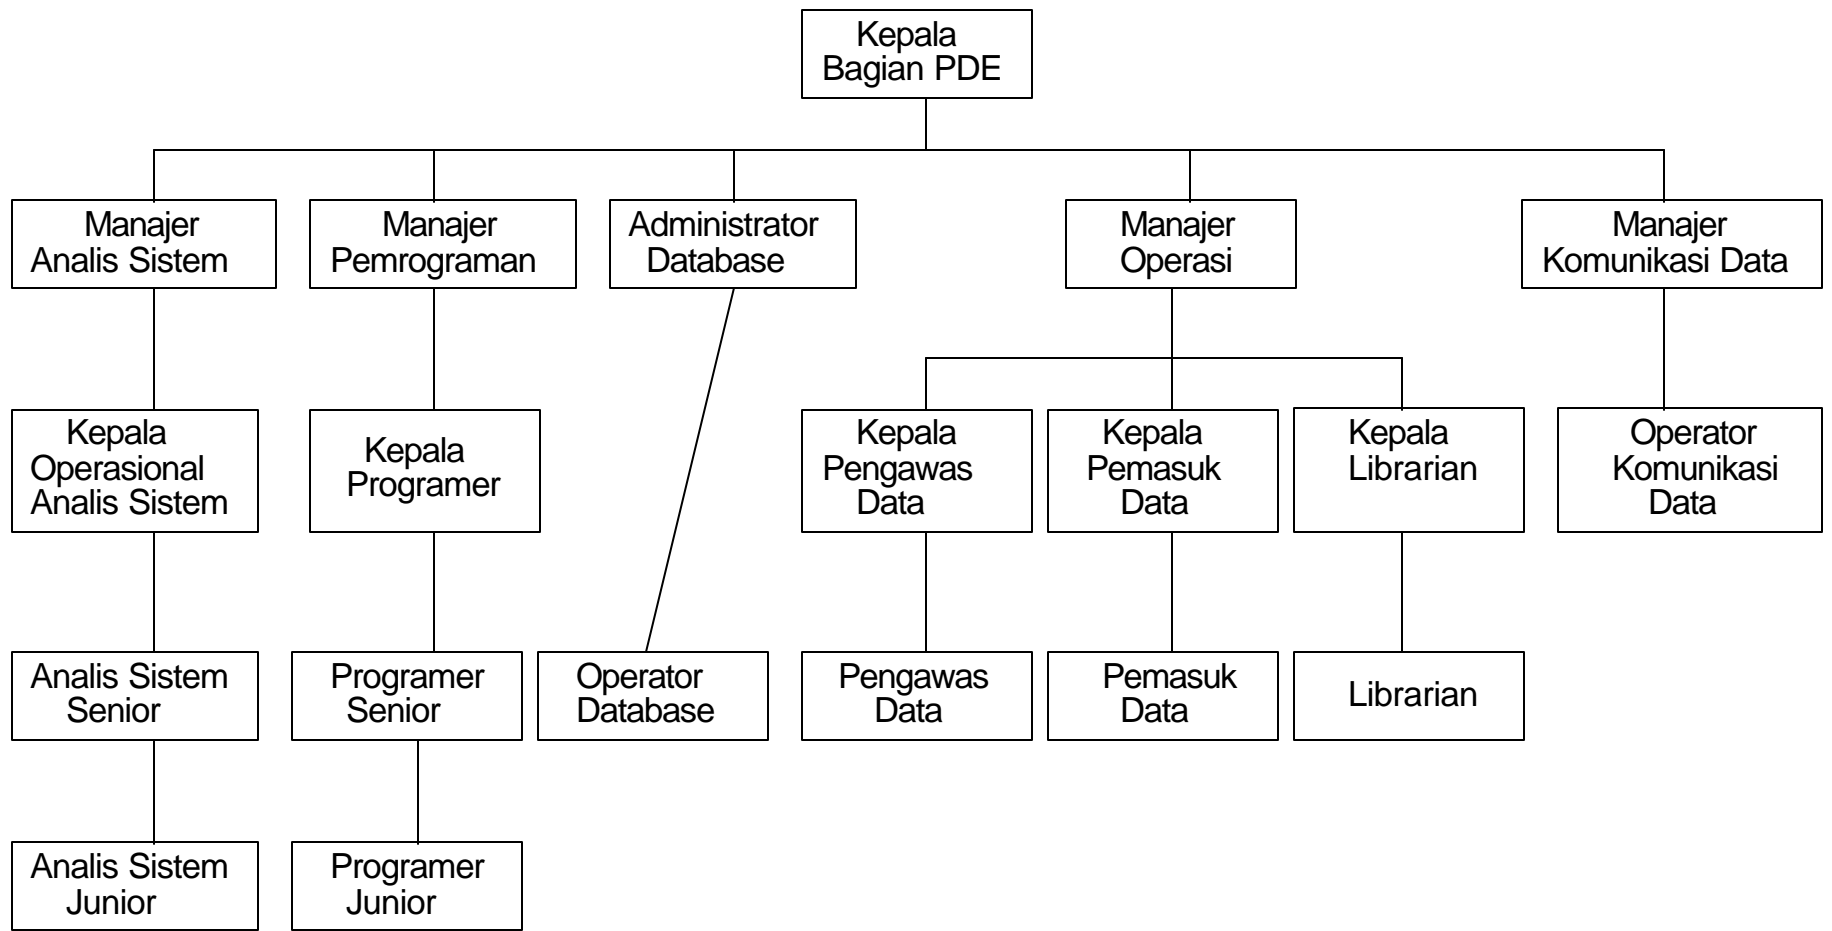 Kepala
Bagian PDE
Manajer
Analis Sistem
Manajer
Pemrograman
Administrator
Database
Manajer
Operasi
Manajer
Komunikasi Data
Kepala
Operasional
Analis Sistem
Kepala
Programer
Kepala
Pengawas
Data
Kepala
Pemasuk
Data
Kepala
Librarian
Operator
Komunikasi
Data
Analis Sistem
Senior
Programer
Senior
Operator
Database
Pengawas
Data
Pemasuk
Data
Librarian
Analis Sistem
Junior
Programer
Junior